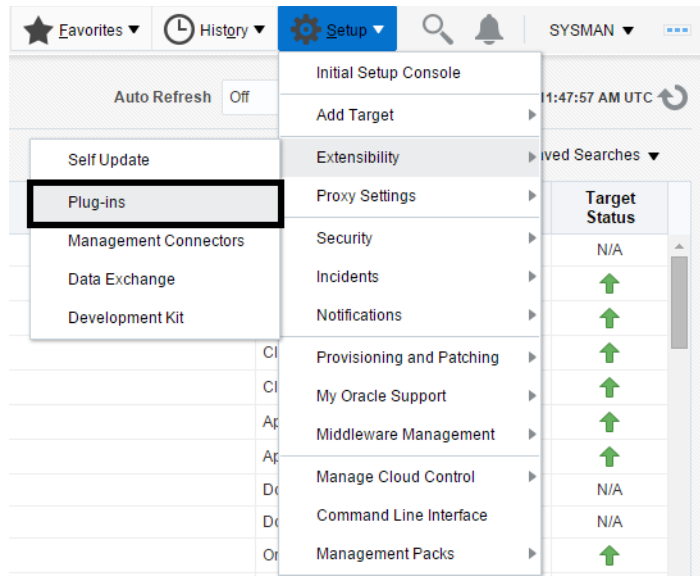 Favorites History Setup SYSMAN
Initial Setup Console
Auto Refresh Off 11:47:57 AM UTC
Add Target
Self Update Extensibility aved Searches
Plug-ins Proxy Settings Target
Status
Management Connectors Security N/A
Data Exchange Incidents
Development Kit Notifications
Cl Provisioning and Patching
Cl My Oracle Support
Ap Middleware Management
Ap
Do Manage Cloud Control N/A
Do Command Line Interface N/A
Or Management Packs